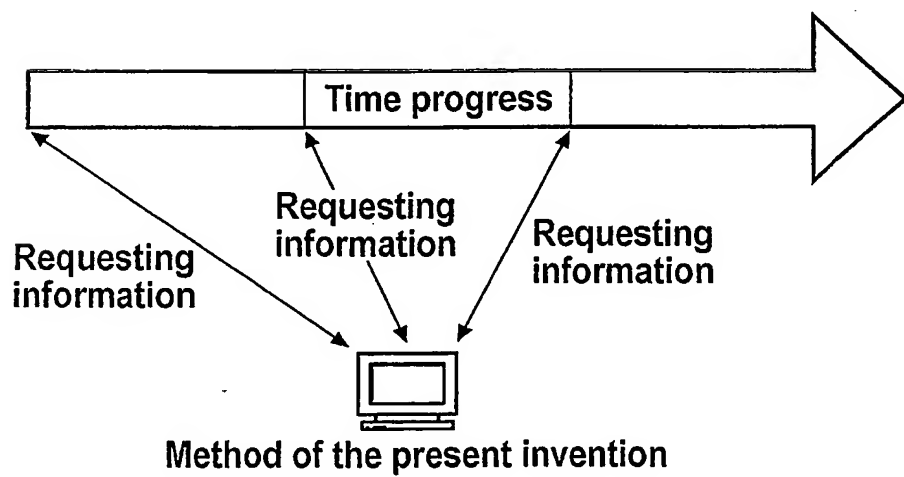 Time progress
Requesting
information
Requesting
information
Requesting
information
Method of the present invention